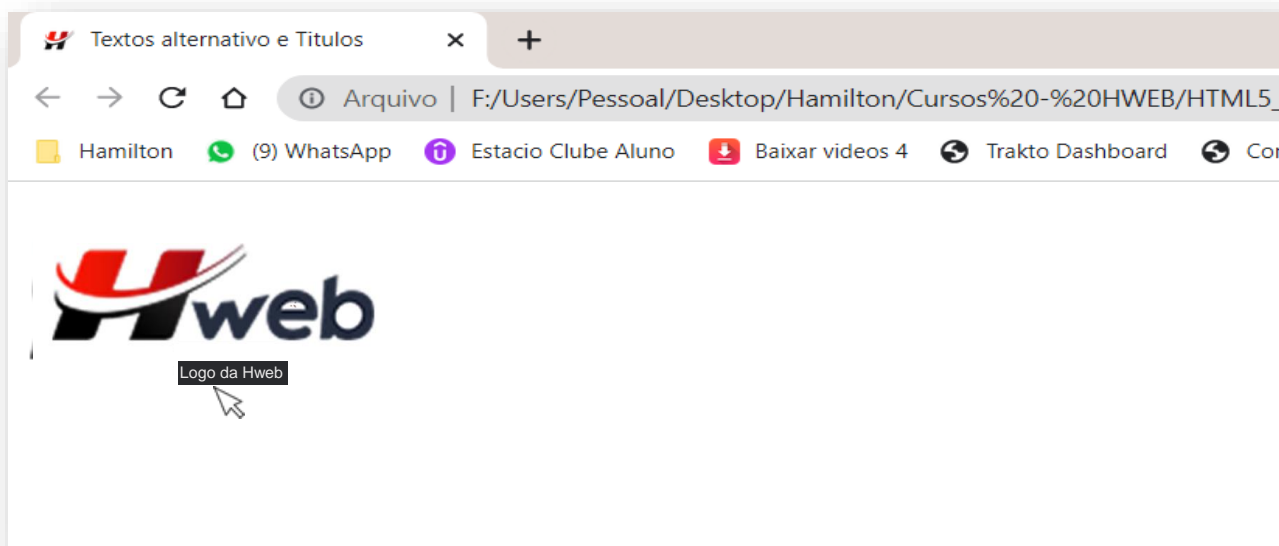 Textos alternativo e Titulos
Arquivo | F:/Users/Pessoal/Desktop/Hamilton/Cursos%20-%20HWEB/HTML5_
Hamilton (9) WhatsApp Estacio Clube Aluno Baixar videos 4 Trakto Dashboard Cor
Hweb
Logo da Hweb